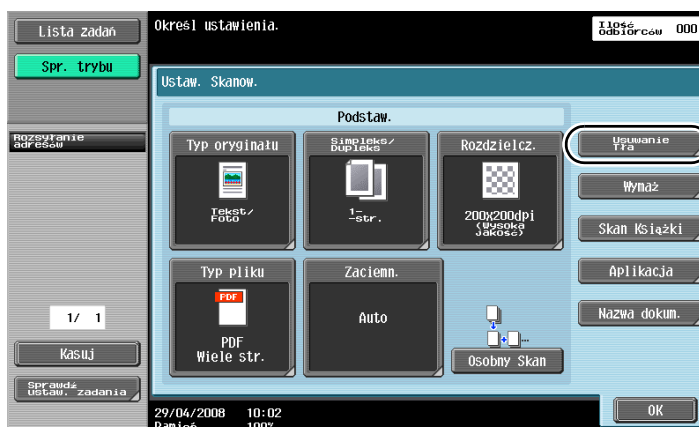 Lista zadań
Spr. trybu
Rozsyłanie
adresów
1/ 1
Kasuj
Sprawdź
ustaw. zadania
Określ ustawienia.
Ilość
odbiorców 000
Ustaw. Skanow.
Podstaw.
Typ oryginału
Tekst/
Foto
Simpleks/
Dupleks
1-
-str.
Rozdzielcz.
200X200dpi
(Wysoka
Jakość)
Typ pliku
PDF
PDF
Wiele str.
Zaciemn.
Auto
Osobny Skan
Usuwanie
Tła
Wymaż
Skan Książki
Aplikacja
Nazwa dokum.
OK
29/04/2008 10:02
Pamięć 100%